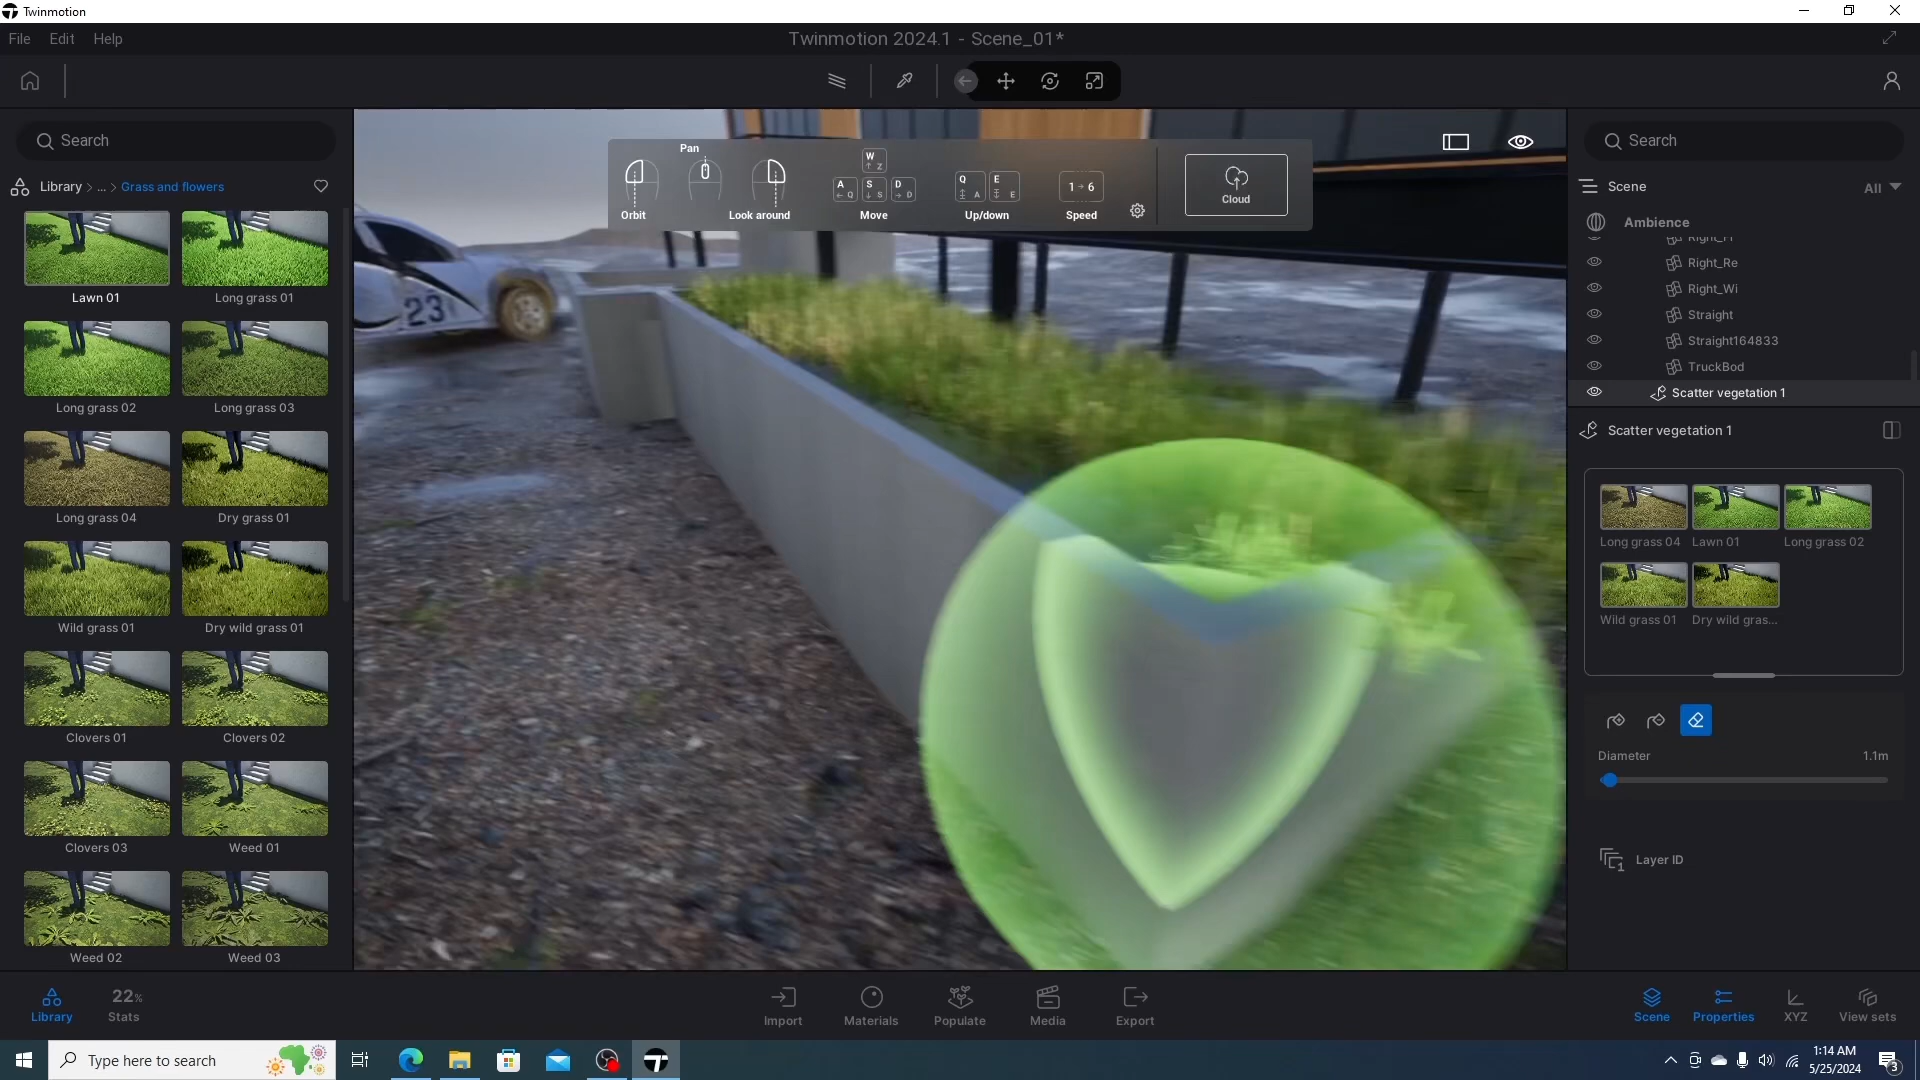 Twinmotion
File Edit Help
Twinmotion 2024.1 - Scene_01*
Search
Library > ... > Grass and flowers
Lawn 01
Long grass 01
Long grass 02
Long grass 03
Long grass 04
Dry grass 01
Wild grass 01
Dry wild grass 01
Clovers 01
Clovers 02
Clovers 03
Weed 01
Weed 02
Weed 03
23
Pan
Orbit
Look around
W
Z
A
Q
S
S
D
D
Move
Q
A
E
E
Up/down
1 6
Speed
Cloud
Search
Scene
All
Ambience
Right_Fr
Right_Re
Right_Wi
Straight
Straight164833
TruckBod
Scatter vegetation 1
Scatter vegetation 1
Long grass 04
Lawn 01
Long grass 02
Wild grass 01
Dry wild gras...
Diameter
1.1m
1
Layer ID
Library
22%
Stats
Import
Materials
Populate
Media
Export
Scene
Properties
XYZ
View sets
Type here to search
1:14 AM
5/25/2024
3